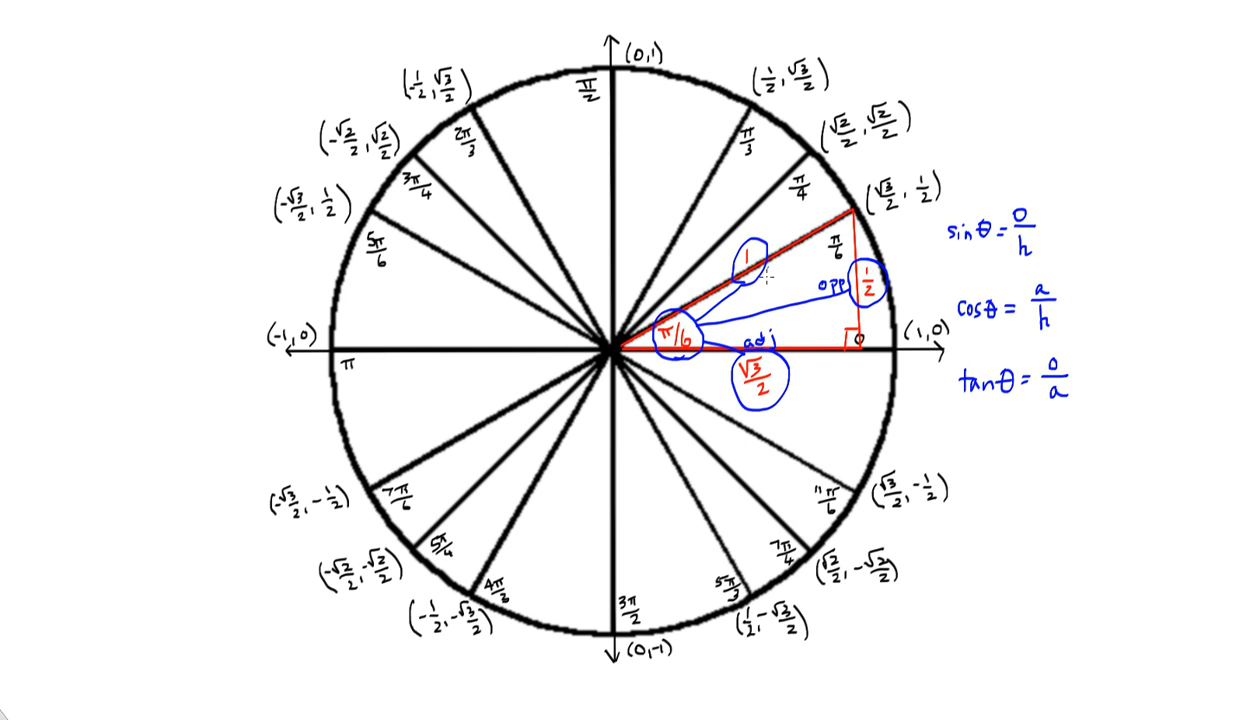 (0,1)
(-1/2, √3/2)
π/2
(1/2, √3/2)
(-√2/2, √2/2)
2π/3
π/3
(√2/2, √2/2)
(-√3/2, 1/2)
3π/4
π/4
(√3/2, 1/2)
5π/6
π/6
sinθ = o/h
1
opp
1/2
cosθ = a/h
(-1,0)
π/6
adj
0
(1,0)
π
√3/2
tanθ = o/a
(-√3/2, -1/2)
7π/6
11π/6
(√3/2, -1/2)
(-√2/2, -√2/2)
5π/4
7π/4
(√2/2, -√2/2)
(-1/2, -√3/2)
4π/3
3π/2
5π/3
(1/2, -√3/2)
(0,-1)